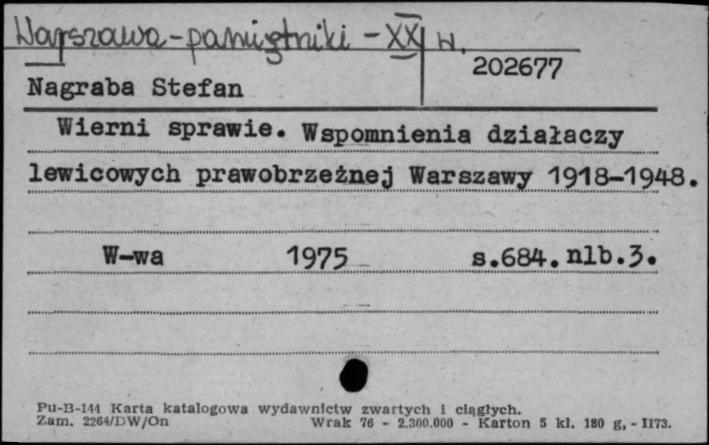 Warszawa - pamiętniki - XX w.
202677
Nagraba Stefan
Wierni sprawie. Wspomnienia działaczy
lewicowych prawobrzeżnej Warszawy 1918-1948.
W-wa 1975 s.684. nlb.3.
Pu-B-144 Karta katalogowa wydawnictw zwartych i ciągłych.
Zam. 2264/DW/On Wrak 76 - 2.300.000 - Karton 5 kl. 180 g, - II73.